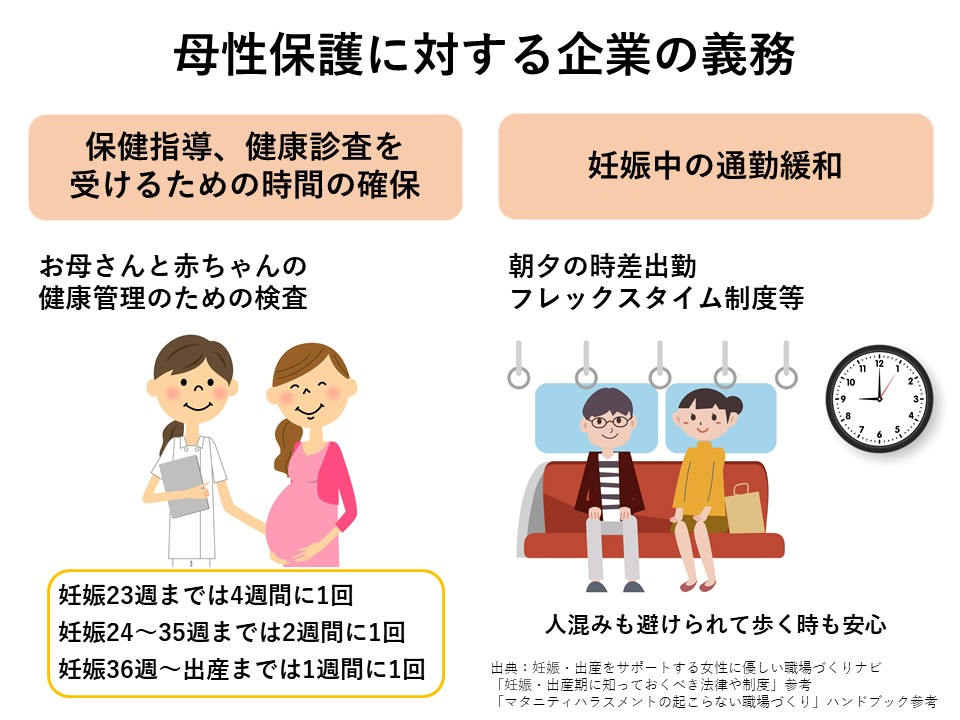 母性保護に対する企業の義務
保健指導、健康診査を
受けるための時間の確保
お母さんと赤ちゃんの
健康管理のための検査
妊娠23週までは4週間に1回
妊娠24～35週までは2週間に1回
妊娠36週～出産までは1週間に1回
妊娠中の通勤緩和
朝夕の時差出勤
フレックスタイム制度等
12
1
2
3
4
5
6
7
8
9
10
11
人混みも避けられて歩く時も安心
出典：妊娠・出産をサポートする女性に優しい職場づくりナビ
「妊娠・出産期に知っておくべき法律や制度」参考
「マタニティハラスメントの起こらない職場づくり」ハンドブック参考